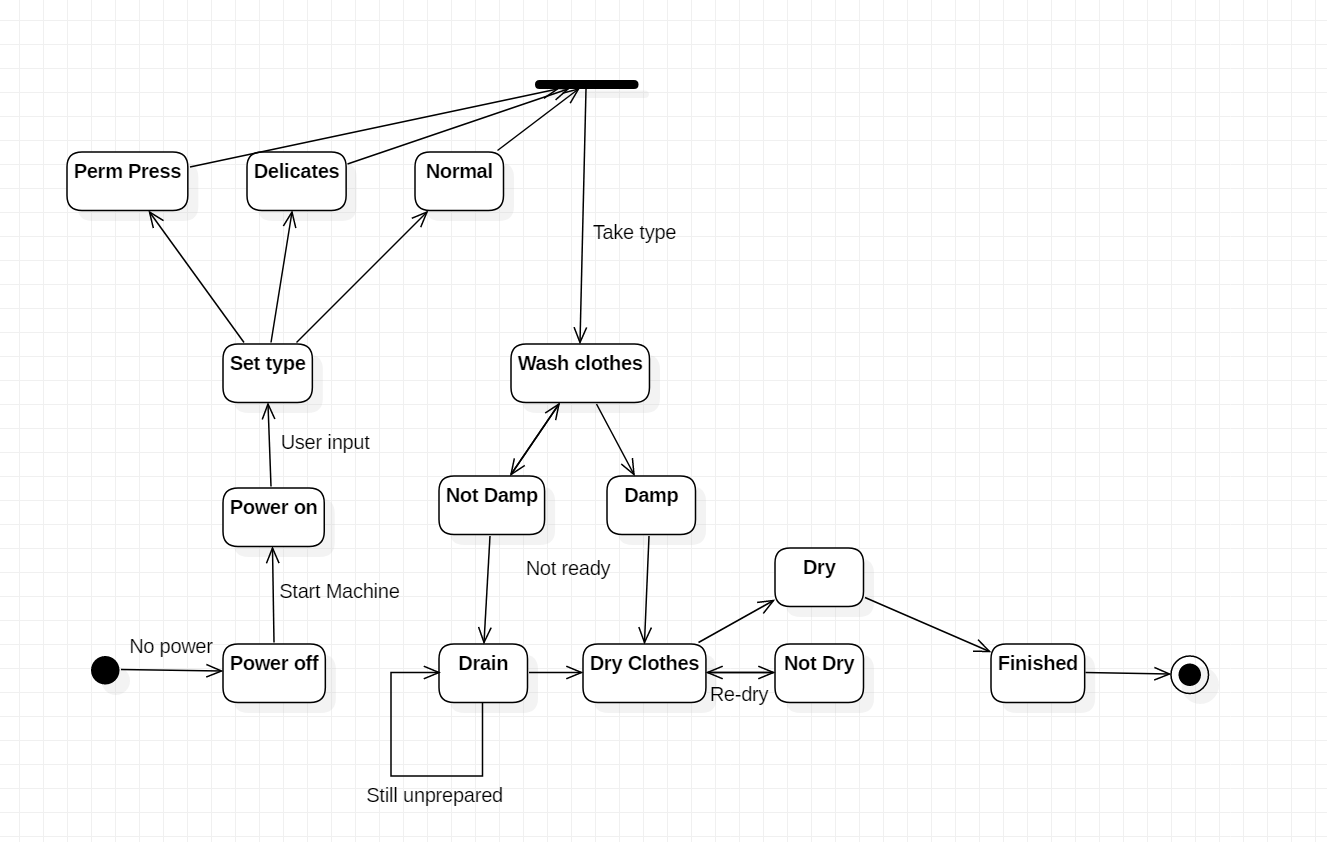 Perm Press
Delicates
Normal
Take type
Set type
Wash clothes
User input
Not Damp
Damp
Power on
Not ready
Dry
Start Machine
No power
Power off
Drain
Dry Clothes
Not Dry
Finished
Re-dry
Still unprepared